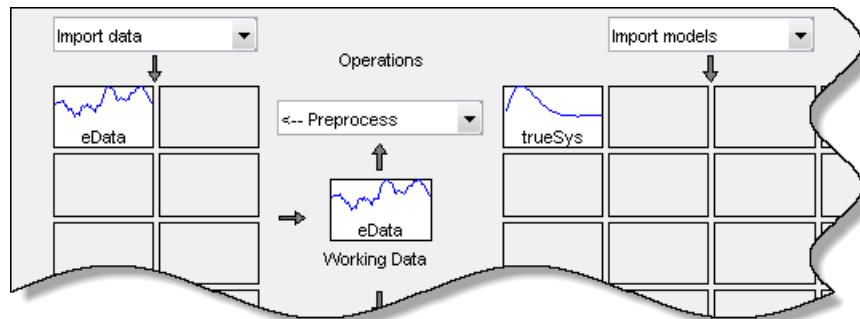 Import data
Import models
Operations
<-- Preprocess
eData
trueSys
eData
Working Data